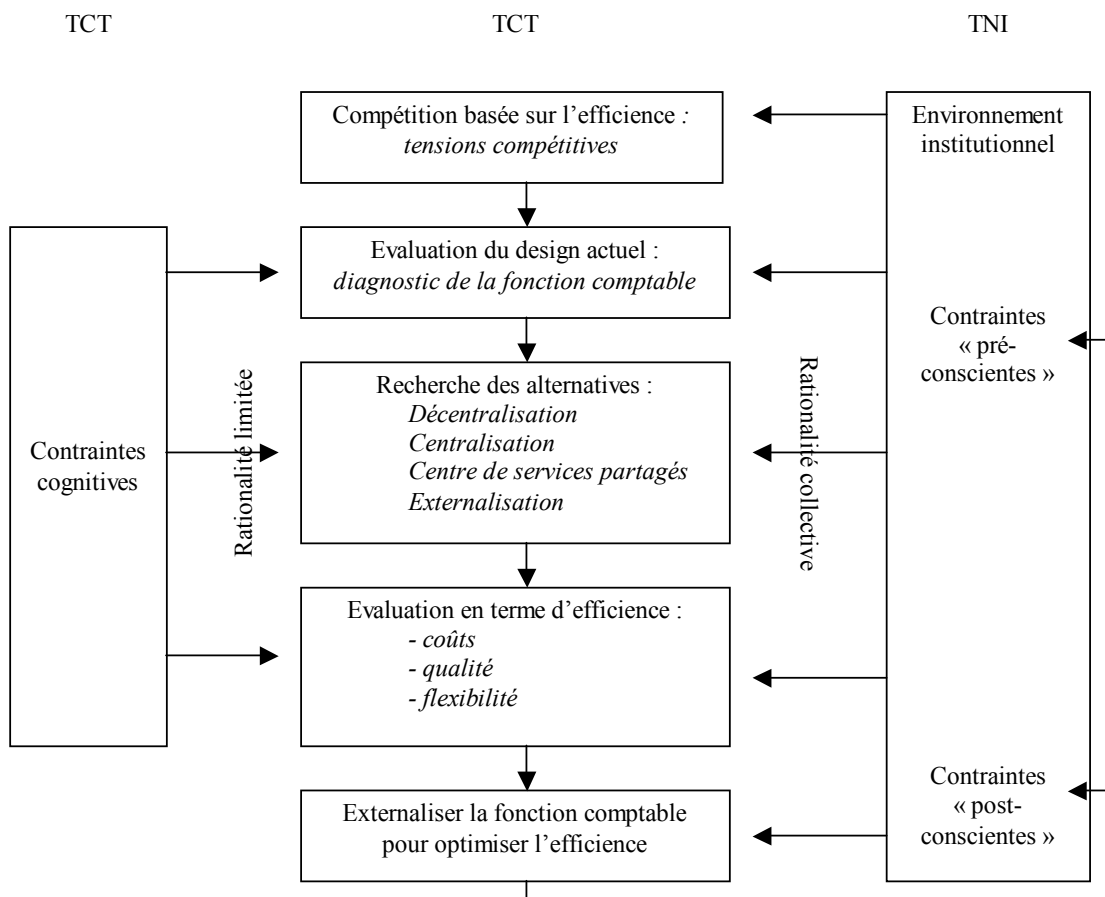 TCT
TCT
TNI
Compétition basée sur l’efficience :
tensions compétitives
Environnement
institutionnel
Evaluation du design actuel :
diagnostic de la fonction comptable
Contraintes
« pré-
conscientes »
Recherche des alternatives :
Décentralisation
Centralisation
Centre de services partagés
Externalisation
Contraintes
cognitives
Rationalité limitée
Rationalité collective
Evaluation en terme d’efficience :
- coûts
- qualité
- flexibilité
Contraintes
« post-
conscientes »
Externaliser la fonction comptable
pour optimiser l’efficience